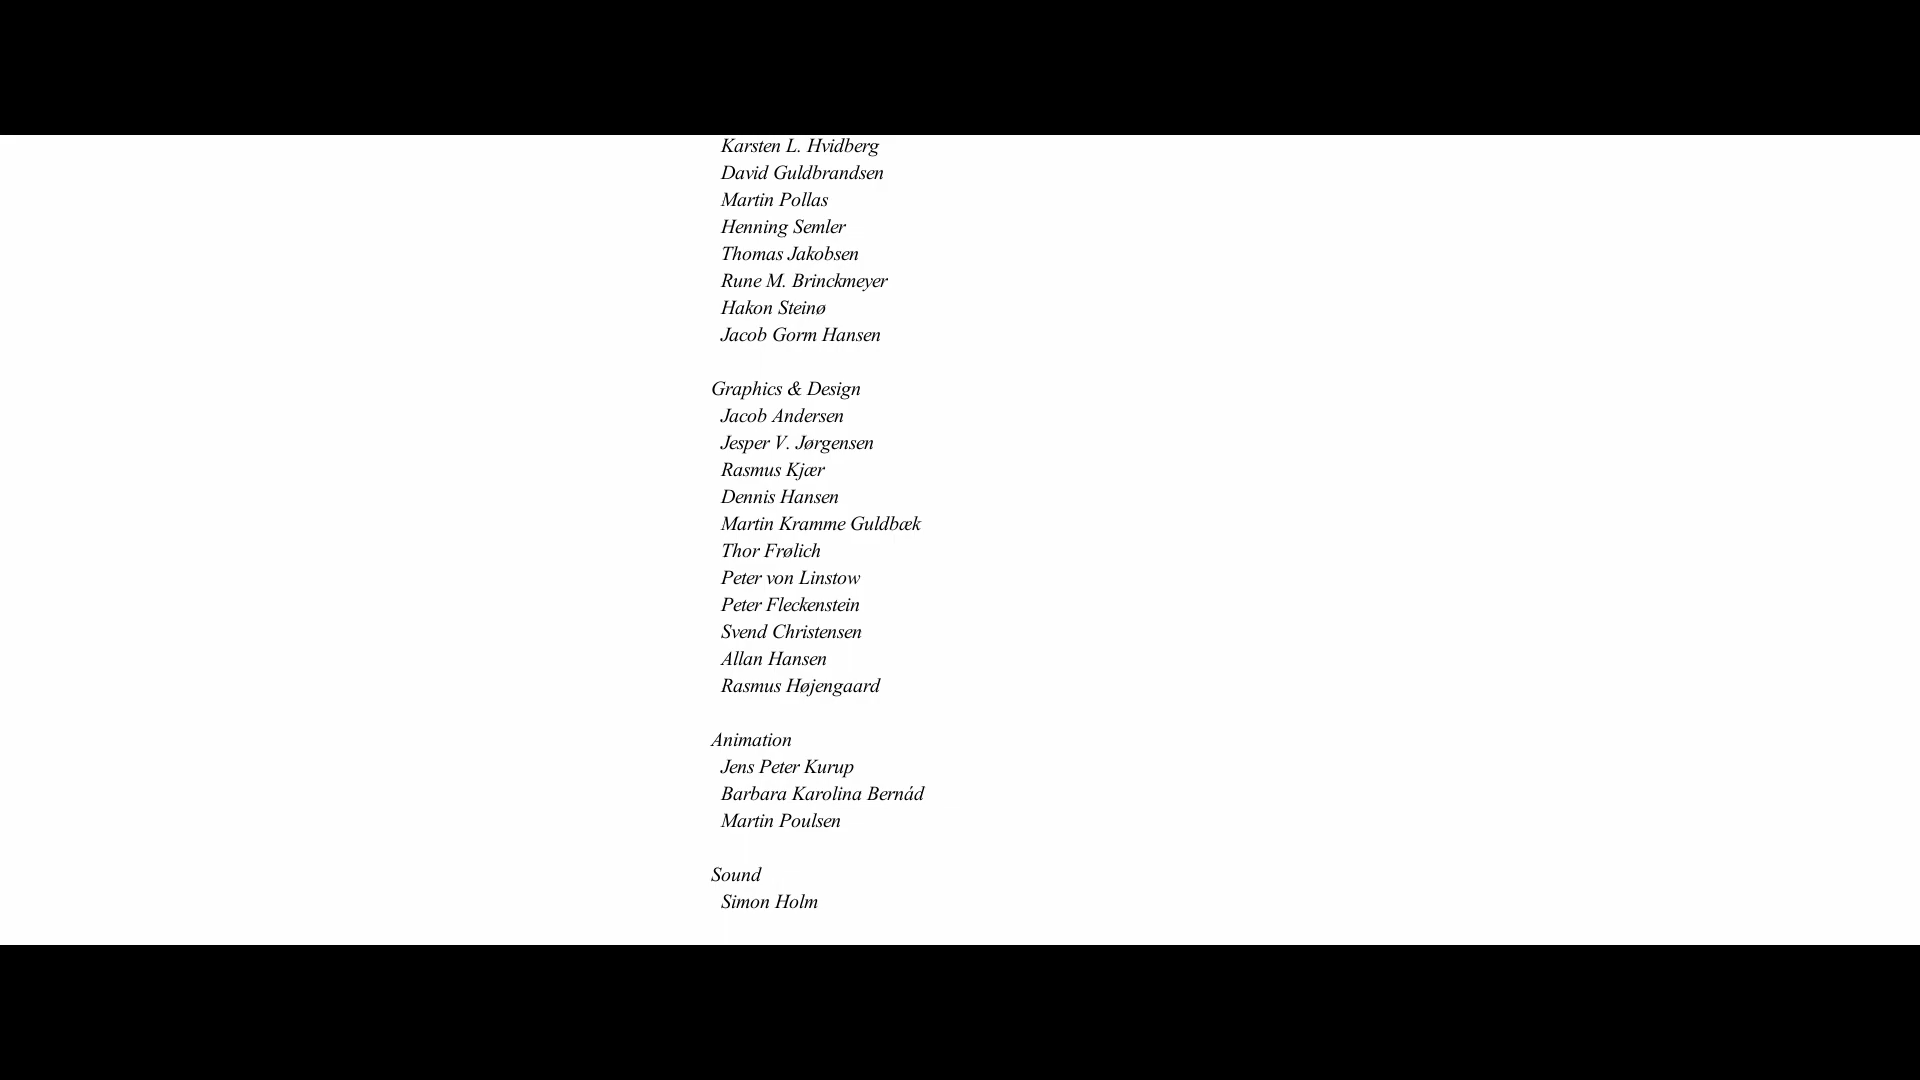 Karsten L. Hvidberg
David Guldbrandsen
Martin Pollas
Henning Semler
Thomas Jakobsen
Rune M. Brinckmeyer
Hakon Steinø
Jacob Gorm Hansen
Graphics & Design
Jacob Andersen
Jesper V. Jørgensen
Rasmus Kjær
Dennis Hansen
Martin Kramme Guldbæk
Thor Frølich
Peter von Linstow
Peter Fleckenstein
Svend Christensen
Allan Hansen
Rasmus Højengaard
Animation
Jens Peter Kurup
Barbara Karolina Bernád
Martin Poulsen
Sound
Simon Holm